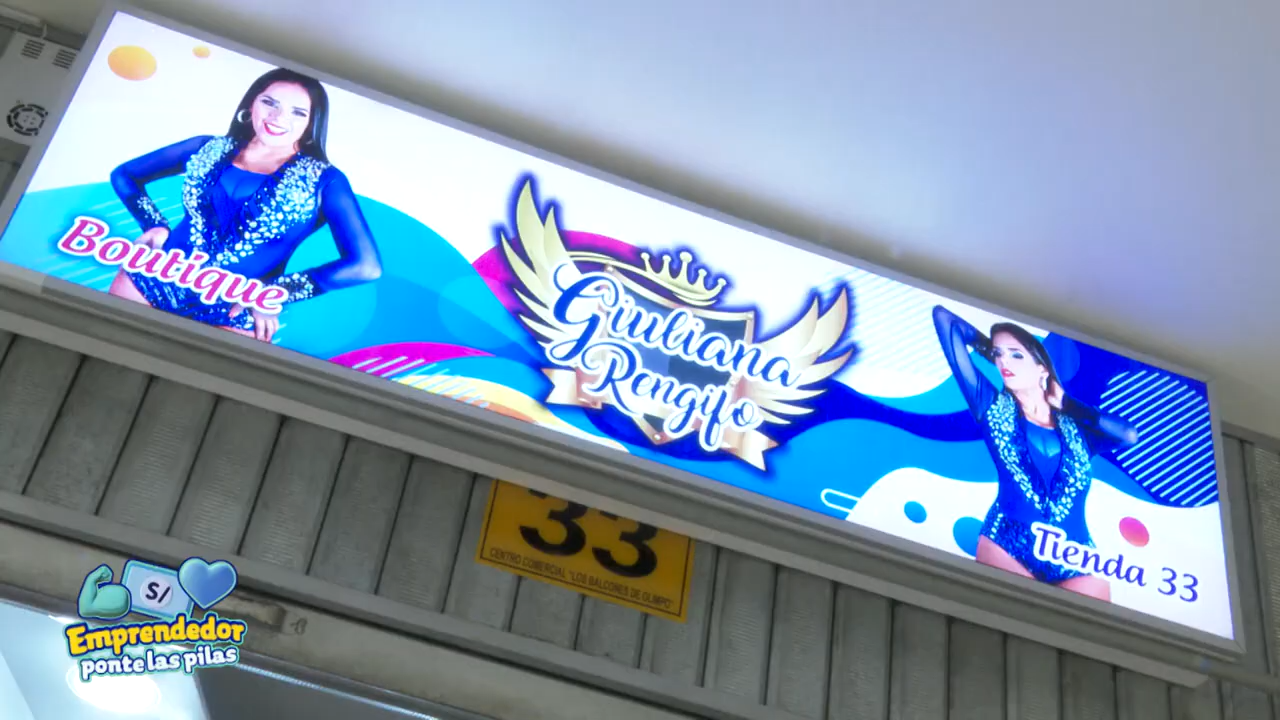 Boutique
Giuliana
Rengifo
Tienda 33
33
CENTRO COMERCIAL "LOS BALCONES DE OLIMPO"
S/
Emprendedor
ponte las pilas